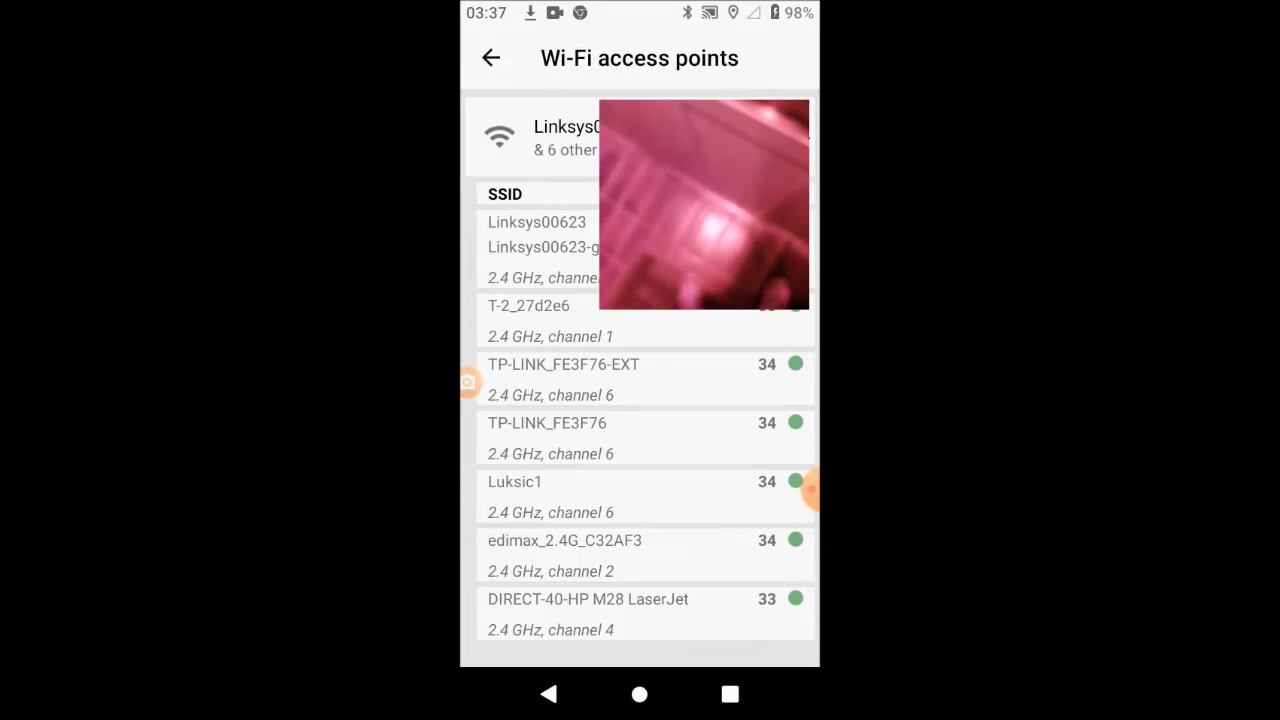 03:37 98%
Wi-Fi access points
& 6 other
SSID
Linksys00623
Linksys00623-g
2.4 GHz,
T-2_27d2e6
2.4 GHz, channel 1
TP-LINK_FE3F76-EXT 34
2.4 GHz, channel 6
TP-LINK_FE3F76 34
2.4 GHz, channel 6
Luksic1 34
2.4 GHz, channel 6
edimax_2.4G_C32AF3 34
2.4 GHz, channel 2
DIRECT-40-HP M28 LaserJet 33
2.4 GHz, channel 4